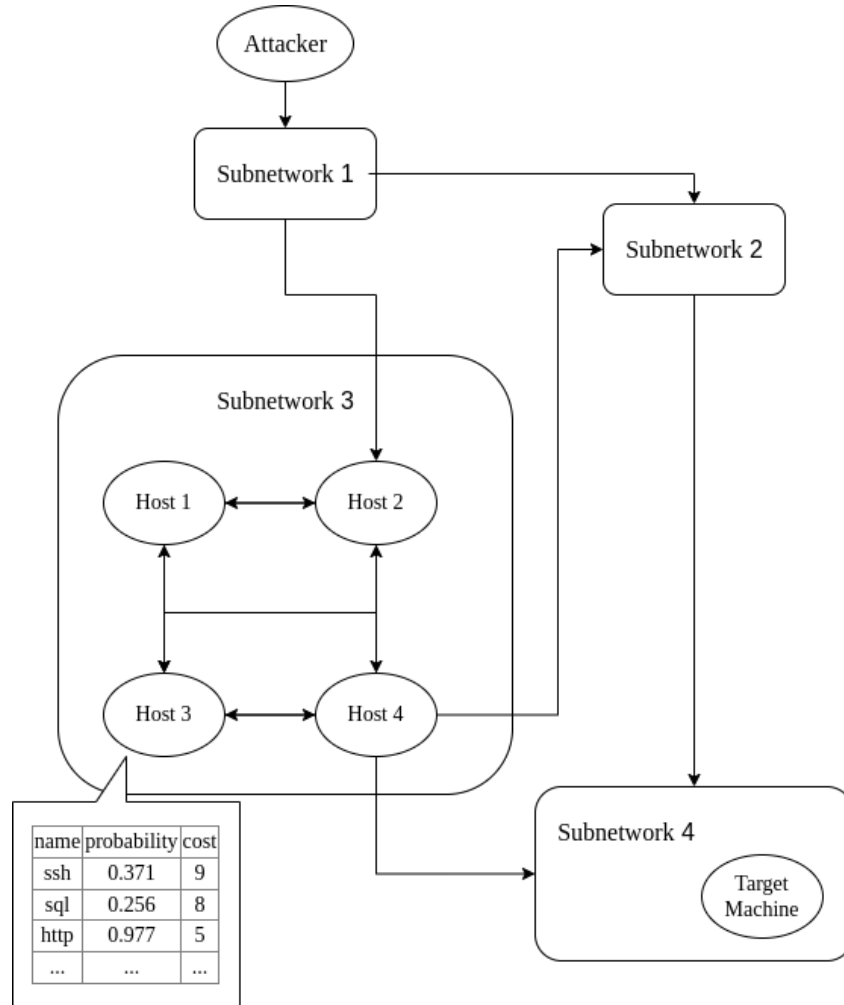 Attacker
Subnetwork 1
Subnetwork 2
Subnetwork 3
Host 1
Host 2
Host 3
Host 4
name probability cost
ssh 0.371 9
sql 0.256 8
http 0.977 5
... ... ...
Subnetwork 4
Target
Machine